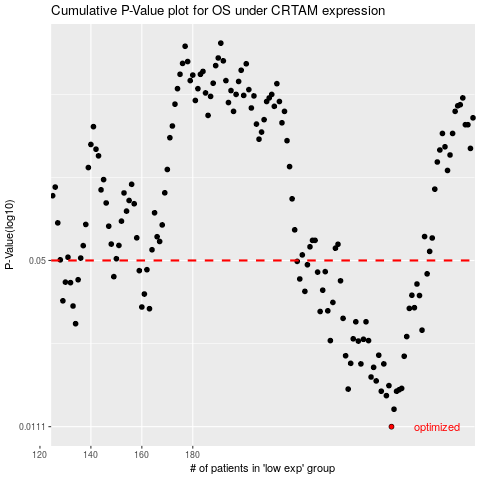 Cumulative P-Value plot for OS under CRTAM expression
P-Value(log10)
0.05
0.0111
optimized
120 140 160 180
# of patients in 'low exp' group